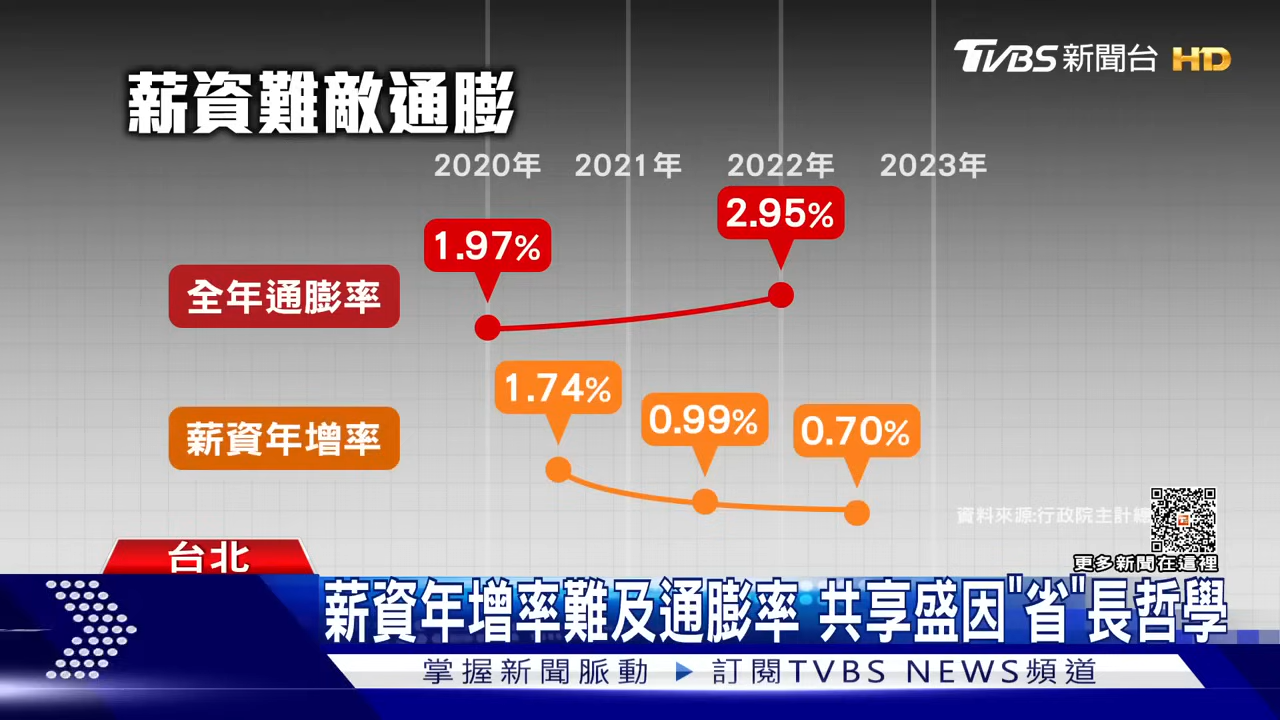 TVBS新聞台 HD
薪資難敵通膨
2020年 2021年 2022年 2023年
1.97% 2.95%
全年通膨率
1.74% 0.99% 0.70%
薪資年增率
資料來源:行政院主計總
更多新聞在這裡
台北
薪資年增率難及通膨率 共享盛因"省"長哲學
掌握新聞脈動 ▶ 訂閱TVBS NEWS頻道